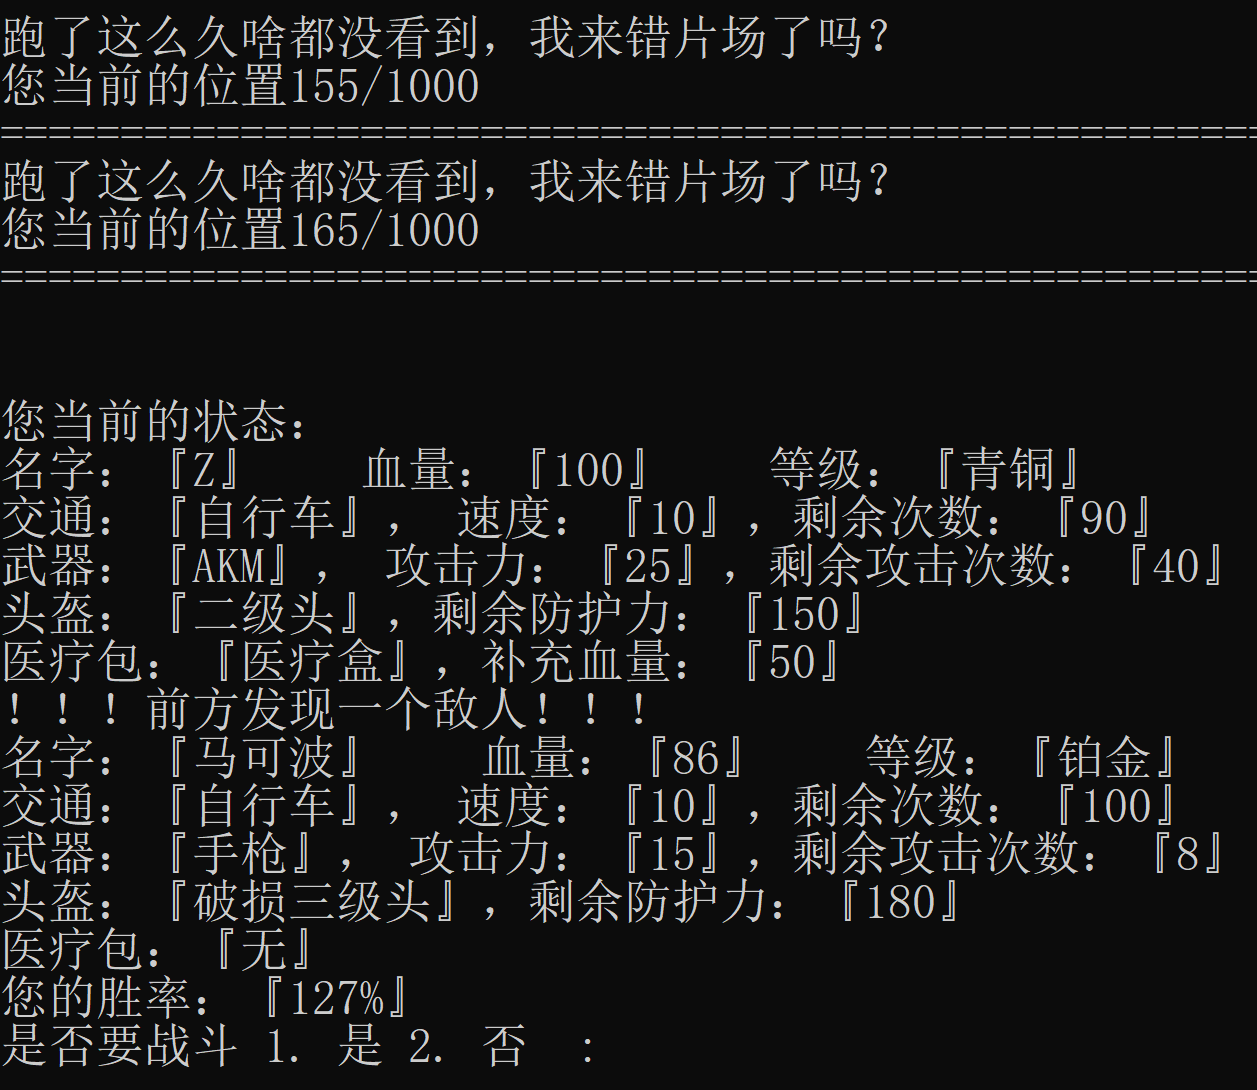 跑了这么久啥都没看到，我来错片场了吗？
您当前的位置155/1000
=====================================================
跑了这么久啥都没看到，我来错片场了吗？
您当前的位置165/1000
=====================================================
您当前的状态：
名字：『Z』 血量：『100』 等级：『青铜』
交通：『自行车』， 速度：『10』，剩余次数：『90』
武器：『AKM』， 攻击力：『25』，剩余攻击次数：『40』
头盔：『二级头』，剩余防护力：『150』
医疗包：『医疗盒』，补充血量：『50』
！！！前方发现一个敌人！！！
名字：『马可波』 血量：『86』 等级：『铂金』
交通：『自行车』， 速度：『10』，剩余次数：『100』
武器：『手枪』， 攻击力：『15』，剩余攻击次数：『8』
头盔：『破损三级头』，剩余防护力：『180』
医疗包：『无』
您的胜率：『127%』
是否要战斗 1. 是 2. 否 :